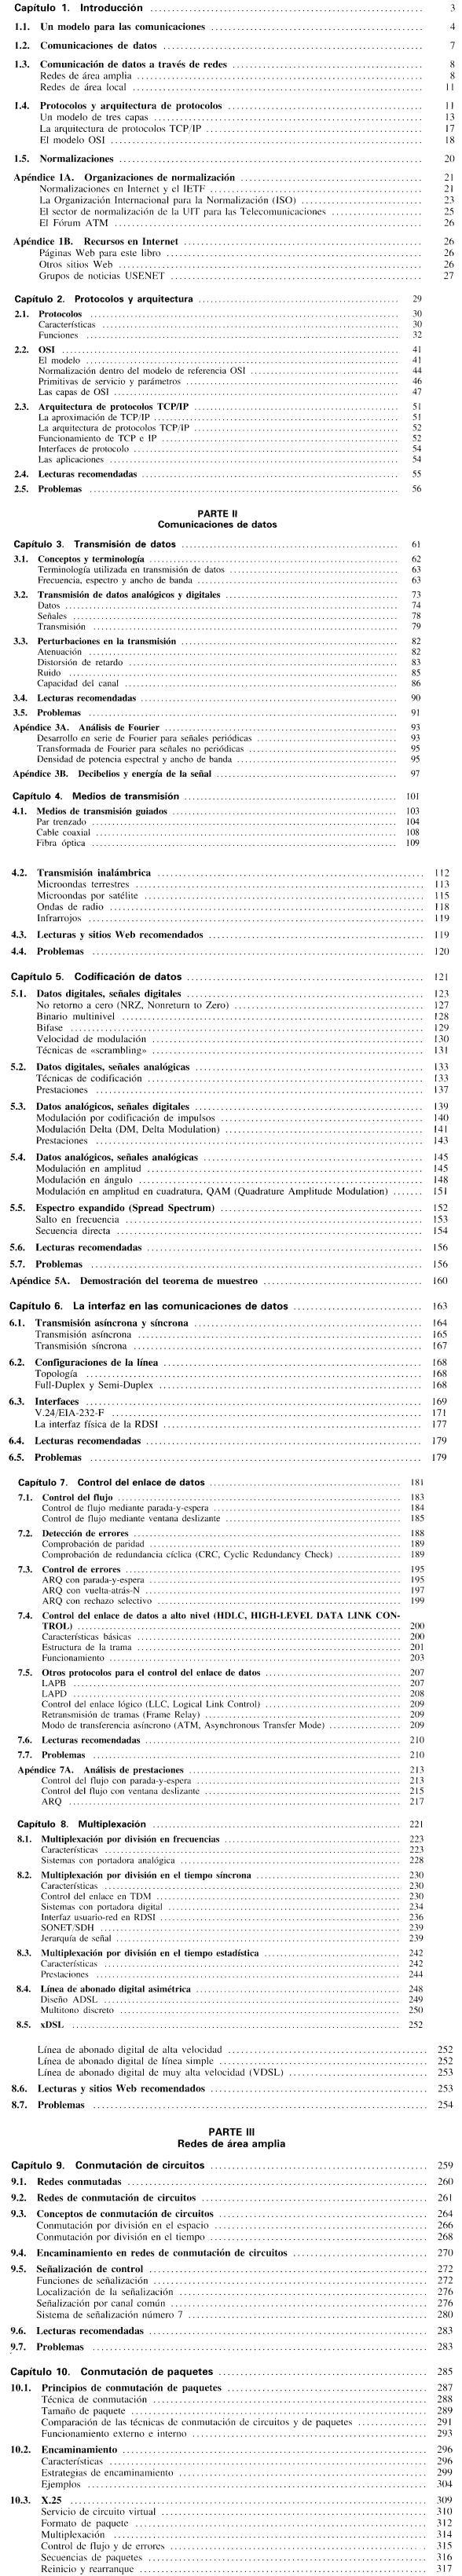 Capítulo 1. Introducción 3
1.1. Un modelo para las comunicaciones 4
1.2. Comunicaciones de datos 7
1.3. Comunicación de datos a través de redes 8
Redes de área amplia 8
Redes de área local 11
1.4. Protocolos y arquitectura de protocolos 11
Un modelo de tres capas 13
La arquitectura de protocolos TCP/IP 17
El modelo OSI 18
1.5. Normalizaciones 20
Apéndice 1A. Organizaciones de normalización 21
Normalizaciones en Internet y el IETF 21
La Organización Internacional para la Normalización (ISO) 23
El sector de normalización de la UIT para las Telecomunicaciones 25
El Fórum ATM 26
Apéndice 1B. Recursos en Internet 26
Páginas Web para este libro 26
Otros sitios Web 26
Grupos de noticias USENET 27
Capítulo 2. Protocolos y arquitectura 29
2.1. Protocolos 30
Características 30
Funciones 32
2.2. OSI 41
El modelo 41
Normalización dentro del modelo de referencia OSI 44
Primitivas de servicio y parámetros 46
Las capas de OSI 47
2.3. Arquitectura de protocolos TCP/IP 51
La aproximación de TCP/IP 51
La arquitectura de protocolos TCP/IP 52
Funcionamiento de TCP e IP 52
Interfaces de protocolo 54
Las aplicaciones 54
2.4. Lecturas recomendadas 55
2.5. Problemas 56
PARTE II
Comunicaciones de datos
Capítulo 3. Transmisión de datos 61
3.1. Conceptos y terminología 62
Terminología utilizada en transmisión de datos 63
Frecuencia, espectro y ancho de banda 63
3.2. Transmisión de datos analógicos y digitales 73
Datos 74
Señales 78
Transmisión 79
3.3. Perturbaciones en la transmisión 82
Atenuación 82
Distorsión de retardo 83
Ruido 85
Capacidad del canal 86
3.4. Lecturas recomendadas 90
3.5. Problemas 91
Apéndice 3A. Análisis de Fourier 93
Desarrollo en serie de Fourier para señales periódicas 93
Transformada de Fourier para señales no periódicas 95
Densidad de potencia espectral y ancho de banda 95
Apéndice 3B. Decibelios y energía de la señal 97
Capítulo 4. Medios de transmisión 101
4.1. Medios de transmisión guiados 103
Par trenzado 104
Cable coaxial 108
Fibra óptica 109
4.2. Transmisión inalámbrica 112
Microondas terrestres 113
Microondas por satélite 115
Ondas de radio 118
Infrarrojos 119
4.3. Lecturas y sitios Web recomendados 119
4.4. Problemas 120
Capítulo 5. Codificación de datos 121
5.1. Datos digitales, señales digitales 123
No retorno a cero (NRZ, Nonreturn to Zero) 127
Binario multinivel 128
Bifase 129
Velocidad de modulación 130
Técnicas de «scrambling» 131
5.2. Datos digitales, señales analógicas 133
Técnicas de codificación 133
Prestaciones 137
5.3. Datos analógicos, señales digitales 139
Modulación por codificación de impulsos 140
Modulación Delta (DM, Delta Modulation) 141
Prestaciones 143
5.4. Datos analógicos, señales analógicas 145
Modulación en amplitud 145
Modulación en ángulo 148
Modulación en amplitud en cuadratura, QAM (Quadrature Amplitude Modulation) 151
5.5. Espectro expandido (Spread Spectrum) 152
Salto en frecuencia 153
Secuencia directa 154
5.6. Lecturas recomendadas 156
5.7. Problemas 156
Apéndice 5A. Demostración del teorema de muestreo 160
Capítulo 6. La interfaz en las comunicaciones de datos 163
6.1. Transmisión asíncrona y síncrona 164
Transmisión asíncrona 165
Transmisión síncrona 167
6.2. Configuraciones de la línea 168
Topología 168
Full-Duplex y Semi-Duplex 168
6.3. Interfaces 169
V.24/EIA-232-F 171
La interfaz física de la RDSI 177
6.4. Lecturas recomendadas 179
6.5. Problemas 179
Capítulo 7. Control del enlace de datos 181
7.1. Control del flujo 183
Control de flujo mediante parada-y-espera 184
Control de flujo mediante ventana deslizante 185
7.2. Detección de errores 188
Comprobación de paridad 189
Comprobación de redundancia cíclica (CRC, Cyclic Redundancy Check) 189
7.3. Control de errores 195
ARQ con parada-y-espera 195
ARQ con vuelta-atrás-N 197
ARQ con rechazo selectivo 199
7.4. Control del enlace de datos a alto nivel (HDLC, HIGH-LEVEL DATA LINK CON-
TROL) 200
Características básicas 200
Estructura de la trama 201
Funcionamiento 203
7.5. Otros protocolos para el control del enlace de datos 207
LAPB 207
LAPD 208
Control del enlace lógico (LLC, Logical Link Control) 209
Retransmisión de tramas (Frame Relay) 209
Modo de transferencia asíncrono (ATM, Asynchronous Transfer Mode) 209
7.6. Lecturas recomendadas 210
7.7. Problemas 210
Apéndice 7A. Análisis de prestaciones 213
Control del flujo con parada-y-espera 213
Control del flujo con ventana deslizante 215
ARQ 217
Capítulo 8. Multiplexación 221
8.1. Multiplexación por división en frecuencias 223
Características 223
Sistemas con portadora analógica 228
8.2. Multiplexación por división en el tiempo síncrona 230
Características 230
Control del enlace en TDM 230
Sistemas con portadora digital 234
Interfaz usuario-red en RDSI 236
SONET/SDH 239
Jerarquía de señal 239
8.3. Multiplexación por división en el tiempo estadística 242
Características 242
Prestaciones 244
8.4. Línea de abonado digital asimétrica 248
Diseño ADSL 249
Multitono discreto 250
8.5. xDSL 252
Línea de abonado digital de alta velocidad 252
Línea de abonado digital de línea simple 252
Línea de abonado digital de muy alta velocidad (VDSL) 253
8.6. Lecturas y sitios Web recomendados 253
8.7. Problemas 254
PARTE III
Redes de área amplia
Capítulo 9. Conmutación de circuitos 259
9.1. Redes conmutadas 260
9.2. Redes de conmutación de circuitos 261
9.3. Conceptos de conmutación de circuitos 264
Conmutación por división en el espacio 266
Conmutación por división en el tiempo 268
9.4. Encaminamiento en redes de conmutación de circuitos 270
9.5. Señalización de control 272
Funciones de señalización 272
Localización de la señalización 276
Señalización por canal común 276
Sistema de señalización número 7 280
9.6. Lecturas recomendadas 283
9.7. Problemas 283
Capítulo 10. Conmutación de paquetes 285
10.1. Principios de conmutación de paquetes 287
Técnica de conmutación 288
Tamaño de paquete 289
Comparación de las técnicas de conmutación de circuitos y de paquetes 291
Funcionamiento externo e interno 293
10.2. Encaminamiento 296
Características 296
Estrategias de encaminamiento 299
Ejemplos 304
10.3. X.25 309
Servicio de circuito virtual 310
Formato de paquete 312
Multiplexación 314
Control de flujo y de errores 315
Secuencias de paquetes 316
Reinicio y rearranque 317